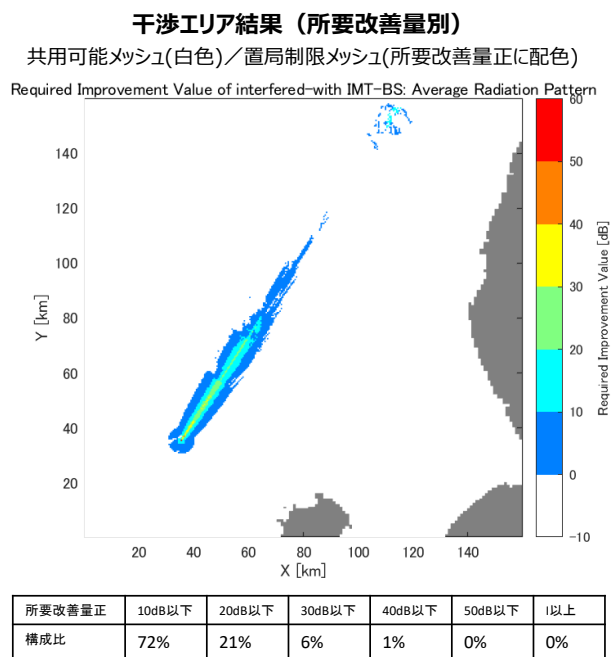 干渉エリア結果（所要改善量別）
共用可能メッシュ(白色)／置局制限メッシュ(所要改善量正に配色)
Required Improvement Value of interfered-with IMT-BS: Average Radiation Pattern
140
120
100
80
60
40
20
Y [km]
20 40 60 80 100 120 140
X [km]
60
50
40
30
20
10
0
-10
Required Improvement Value [dB]
所要改善量正 10dB以下 20dB以下 30dB以下 40dB以下 50dB以下 I以上
構成比 72% 21% 6% 1% 0% 0%